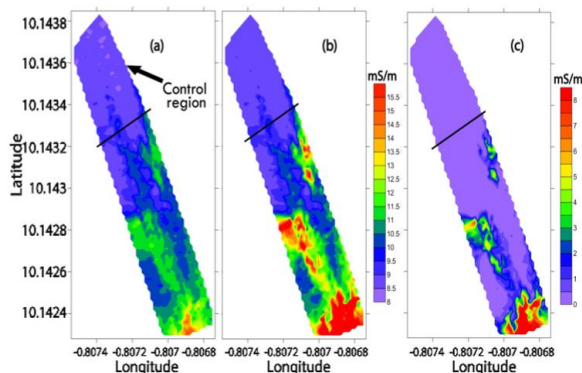 (a)
(b)
(c)
Control
region
mS/m
mS/m
Latitude
10.1438
10.1436
10.1434
10.1432
10.143
10.1428
10.1426
10.1424
15.5
15
14.5
14
13.5
13
12.5
12
11.5
11
10.5
10
9.5
9
8.5
8
8
7
6
5
4
3
2
1
0
-0.8074 -0.8072 -0.807 -0.8068
-0.8074 -0.8072 -0.807 -0.8068
-0.8074 -0.8072 -0.807 -0.8068
Longitude
Longitude
Longitude